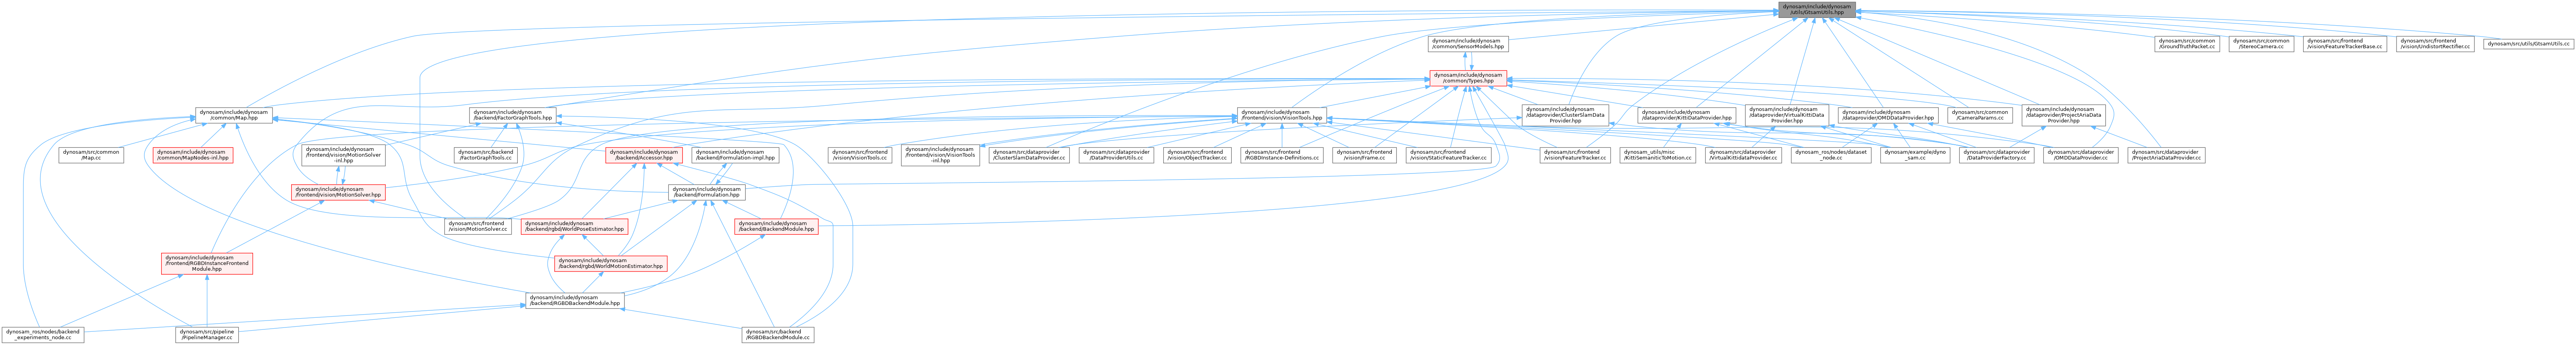 dynosam/include/dynosam
/utils/GtsamUtils.hpp
dynosam/include/dynosam
/common/SensorModels.hpp
dynosam/src/common
/GroundTruthPacket.cc
dynosam/src/common
/StereoCamera.cc
dynosam/src/frontend
/vision/FeatureTrackerBase.cc
dynosam/src/frontend
/vision/UndistortRectifier.cc
dynosam/src/utils/GtsamUtils.cc
dynosam/include/dynosam
/common/Types.hpp
dynosam/include/dynosam
/common/Map.hpp
dynosam/include/dynosam
/backend/FactorGraphTools.hpp
dynosam/include/dynosam
/frontend/vision/VisionTools.hpp
dynosam/include/dynosam
/dataprovider/ClusterSlamData
Provider.hpp
dynosam/include/dynosam
/dataprovider/KittiDataProvider.hpp
dynosam/include/dynosam
/dataprovider/VirtualKittiData
Provider.hpp
dynosam/include/dynosam
/dataprovider/OMDDataProvider.hpp
dynosam/src/common
/CameraParams.cc
dynosam/include/dynosam
/dataprovider/ProjectAriaData
Provider.hpp
dynosam/src/common
/Map.cc
dynosam/include/dynosam
/common/MapNodes-inl.hpp
dynosam/include/dynosam
/frontend/vision/MotionSolver
-inl.hpp
dynosam/src/backend
/FactorGraphTools.cc
dynosam/include/dynosam
/backend/Accessor.hpp
dynosam/include/dynosam
/backend/Formulation-impl.hpp
dynosam/src/frontend
/vision/VisionTools.cc
dynosam/include/dynosam
/frontend/vision/VisionTools
-inl.hpp
dynosam/src/dataprovider
/ClusterSlamDataProvider.cc
dynosam/src/dataprovider
/DataProviderUtils.cc
dynosam/src/frontend
/vision/ObjectTracker.cc
dynosam/src/frontend
/RGBDInstance-Definitions.cc
dynosam/src/frontend
/vision/Frame.cc
dynosam/src/frontend
/vision/StaticFeatureTracker.cc
dynosam/src/frontend
/vision/FeatureTracker.cc
dynosam_utils/misc
/KittiSemanticToMotion.cc
dynosam/src/dataprovider
/VirtualKittidataProvider.cc
dynosam_ros/nodes/dataset
_node.cc
dynosam/example/dyno
_sam.cc
dynosam/src/dataprovider
/DataProviderFactory.cc
dynosam/src/dataprovider
/OMDDataProvider.cc
dynosam/src/dataprovider
/ProjectAriaDataProvider.cc
dynosam/include/dynosam
/frontend/vision/MotionSolver.hpp
dynosam/include/dynosam
/backend/Formulation.hpp
dynosam/src/frontend
/vision/MotionSolver.cc
dynosam/include/dynosam
/backend/rgbd/WorldPoseEstimator.hpp
dynosam/include/dynosam
/backend/BackendModule.hpp
dynosam/include/dynosam
/frontend/RGBDInstanceFrontend
Module.hpp
dynosam/include/dynosam
/backend/rgbd/WorldMotionEstimator.hpp
dynosam/include/dynosam
/backend/RGBDBackendModule.hpp
dynosam_ros/nodes/backend
_experiments_node.cc
dynosam/src/pipeline
/PipelineManager.cc
dynosam/src/backend
/RGBDBackendModule.cc